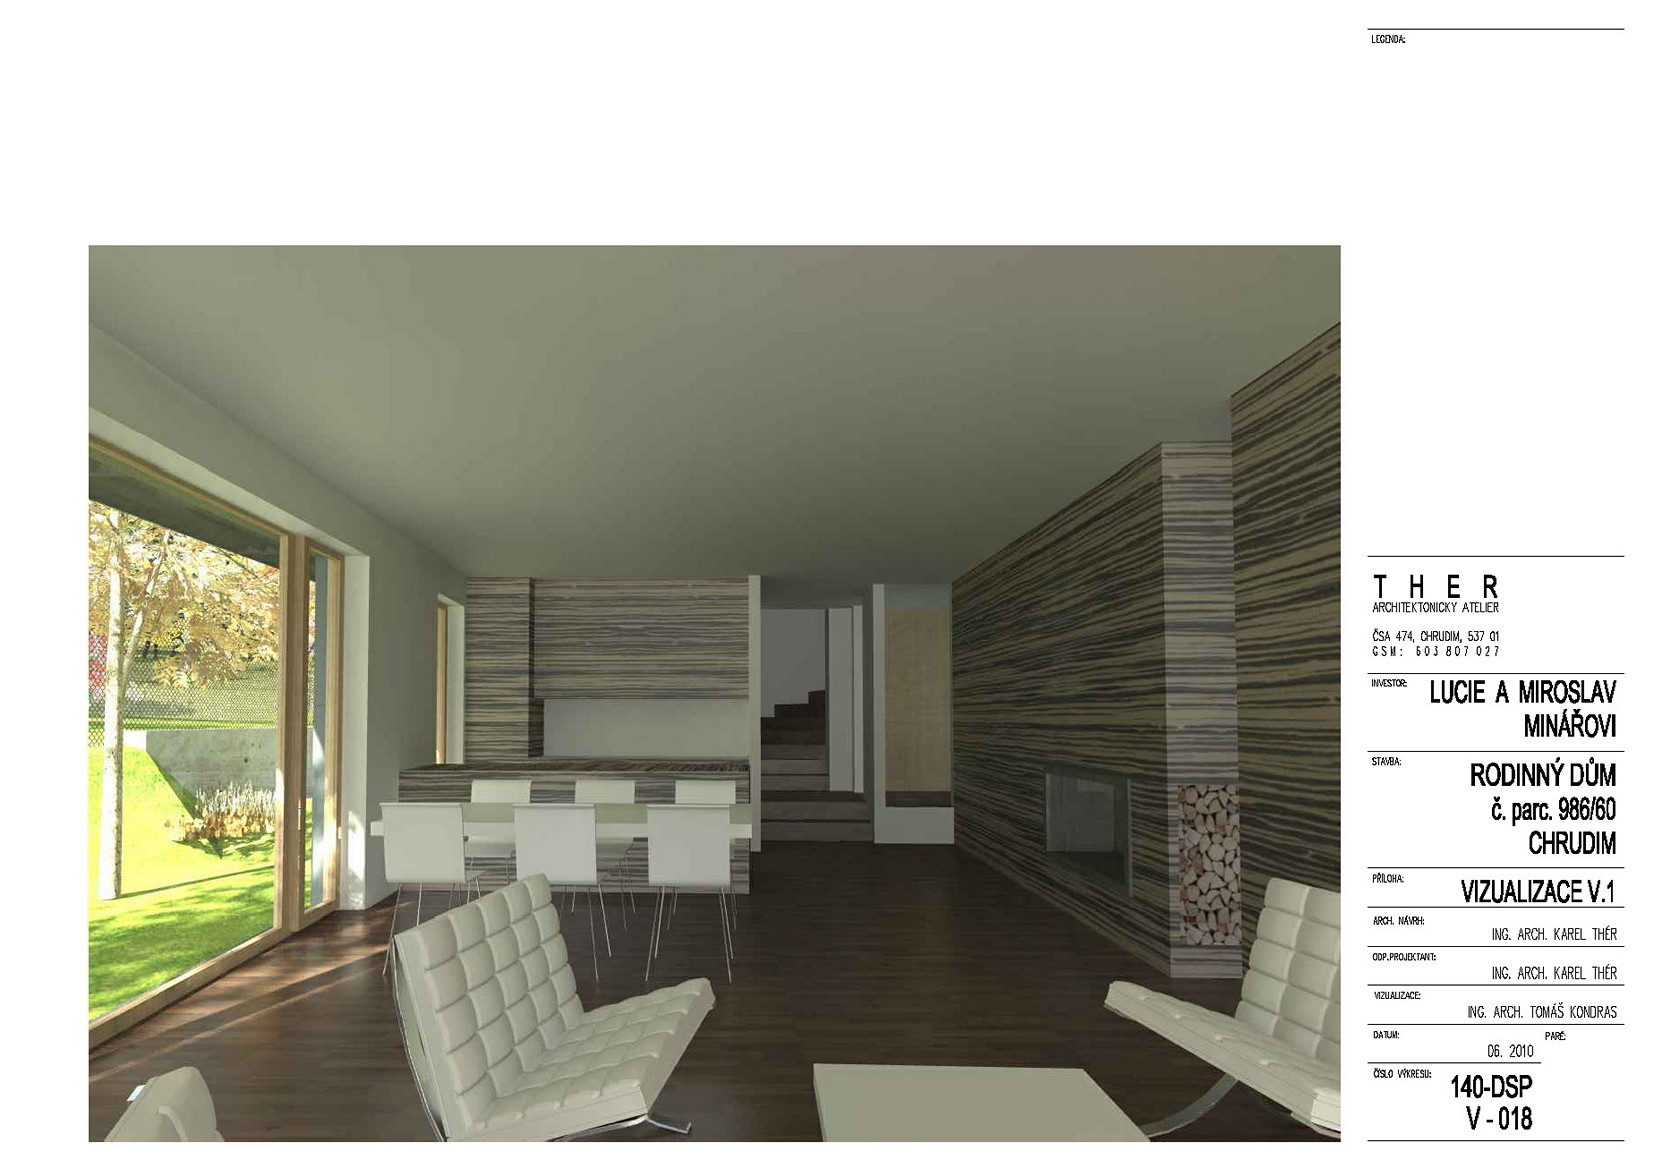 LEGENDA:
T H E R
ARCHITEKTONICKÝ ATELIER
ČSA 474, CHRUDIM, 537 01
GSM: 603 807 027
INVESTOR:
LUCIE A MIROSLAV
MINÁŘOVI
STAVBA:
RODINNÝ DŮM
č. parc. 986/60
CHRUDIM
PŘÍLOHA:
VIZUALIZACE V.1
ARCH. NÁVRH:
ING. ARCH. KAREL THÉR
ODP.PROJEKTANT:
ING. ARCH. KAREL THÉR
VIZUALIZACE:
ING. ARCH. TOMÁŠ KONDRAS
DATUM:
PARÉ:
06. 2010
ČÍSLO VÝKRESU:
140-DSP
V - 018